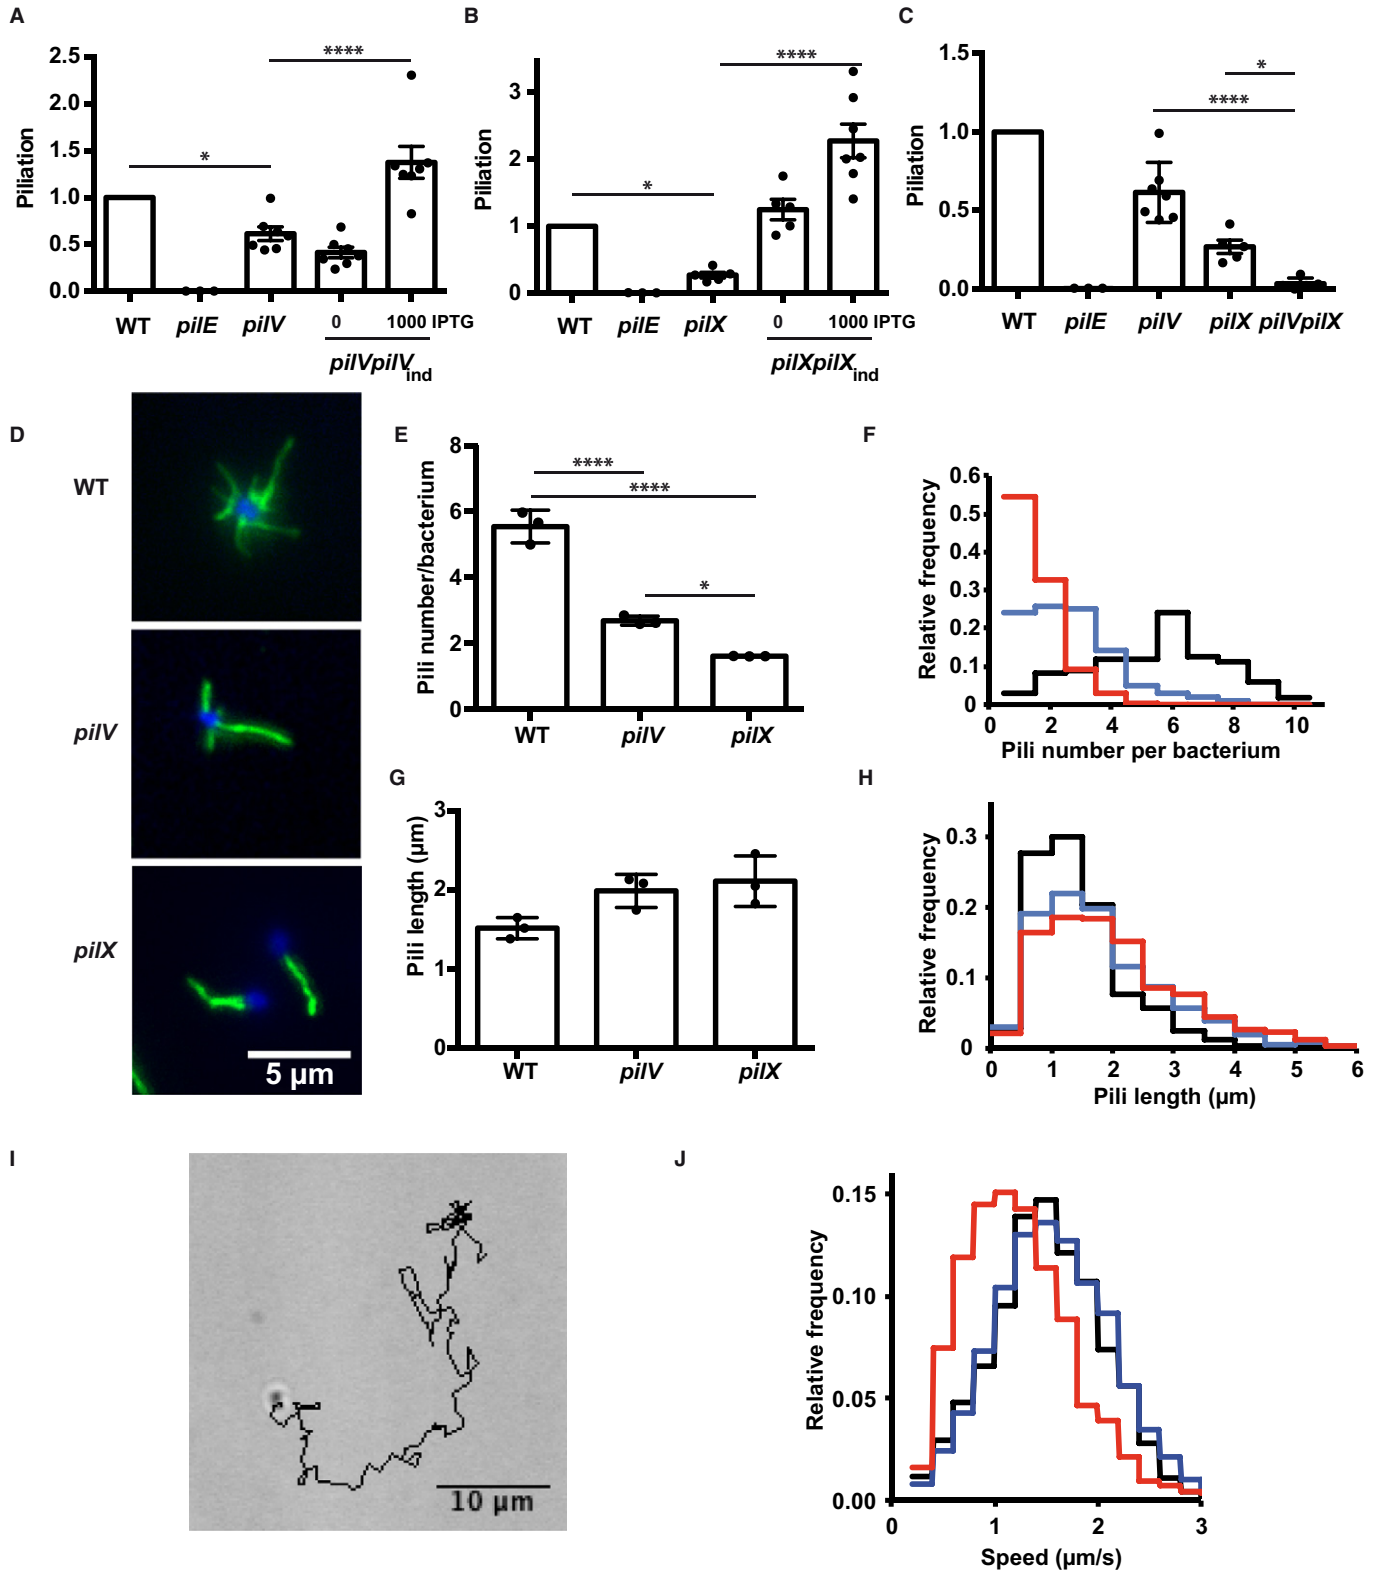 A
Piliation
2.5
2.0
1.5
1.0
0.5
0.0
*
****
WT
pilE
pilV
0
1000 IPTG
pilVpilV ind
B
Piliation
3
2
1
0
*
****
WT
pilE
pilX
0
1000 IPTG
pilXpilX ind
C
Piliation
1.5
1.0
0.5
0.0
*
****
WT
pilE
pilV
pilX
pilVpilX
D
WT
pilV
pilX
5 µm
E
Pili number/bacterium
8
6
4
2
0
****
****
*
WT
pilV
pilX
F
Relative frequency
0.6
0.5
0.4
0.3
0.2
0.1
0
0 2 4 6 8 10
Pili number per bacterium
G
Pili length (µm)
3
2
1
0
WT
pilV
pilX
H
Relative frequency
0.3
0.2
0.1
0
0 1 2 3 4 5 6
Pili length (µm)
I
10 µm
J
Relative frequency
0.15
0.10
0.05
0.00
0 1 2 3
Speed (µm/s)